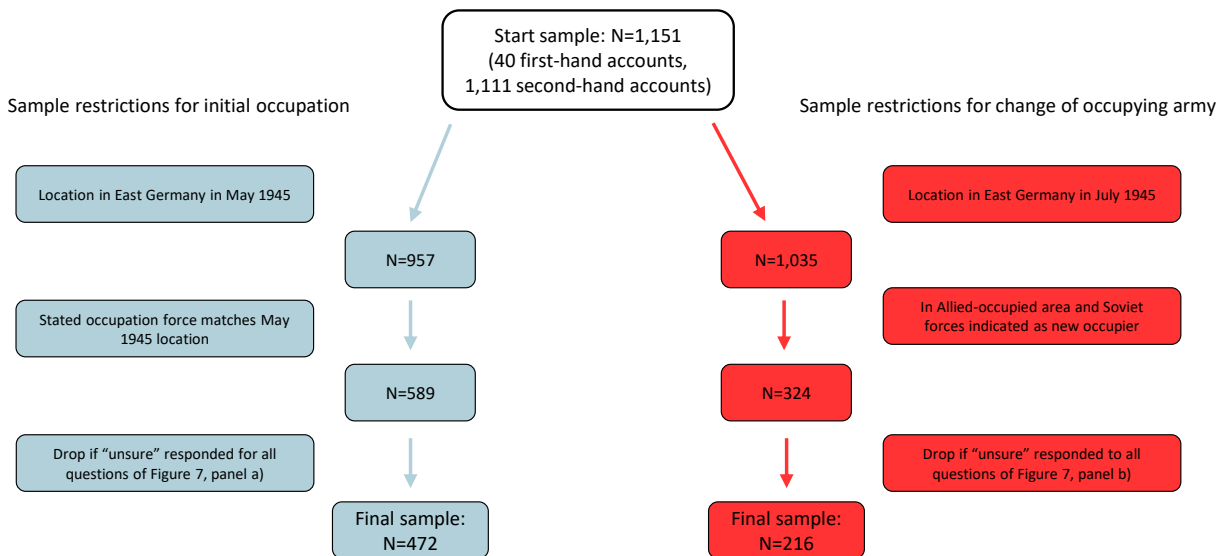 Start sample: N=1,151
(40 first-hand accounts,
1,111 second-hand accounts)
Sample restrictions for initial occupation
Sample restrictions for change of occupying army
Location in East Germany in May 1945
Location in East Germany in July 1945
N=957
N=1,035
Stated occupation force matches May
1945 location
In Allied-occupied area and Soviet
forces indicated as new occupier
N=589
N=324
Drop if “unsure” responded for all
questions of Figure 7, panel a)
Drop if “unsure” responded to all
questions of Figure 7, panel b)
Final sample:
N=472
Final sample:
N=216